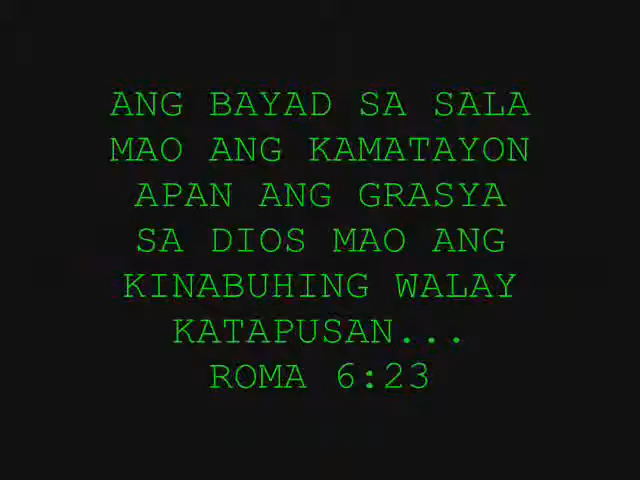 ANG BAYAD SA SALA
MAO ANG KAMATAYON
APAN ANG GRASYA
SA DIOS MAO ANG
KINABUHING WALAY
KATAPUSAN...
ROMA 6:23